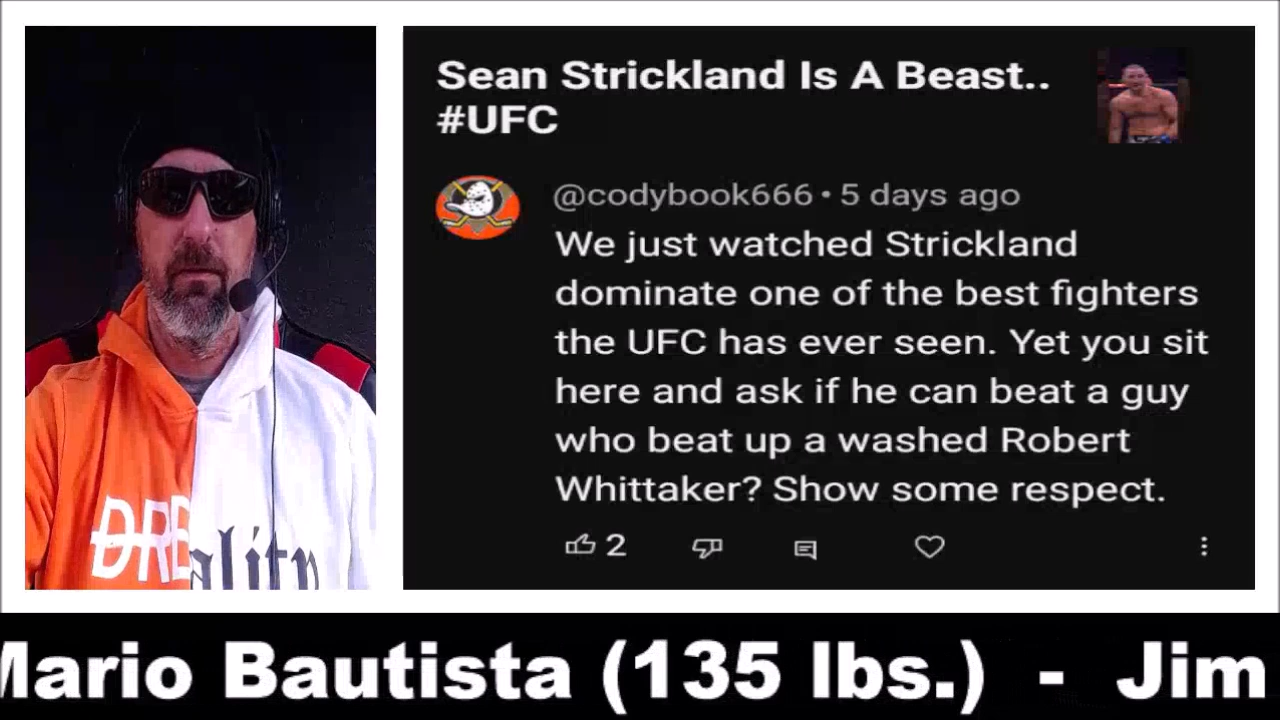 Sean Strickland Is A Beast..
#UFC
@codybook666 • 5 days ago
We just watched Strickland
dominate one of the best fighters
the UFC has ever seen. Yet you sit
here and ask if he can beat a guy
who beat up a washed Robert
Whittaker? Show some respect.
2
DRE
ality
Mario Bautista (135 lbs.) - Jim